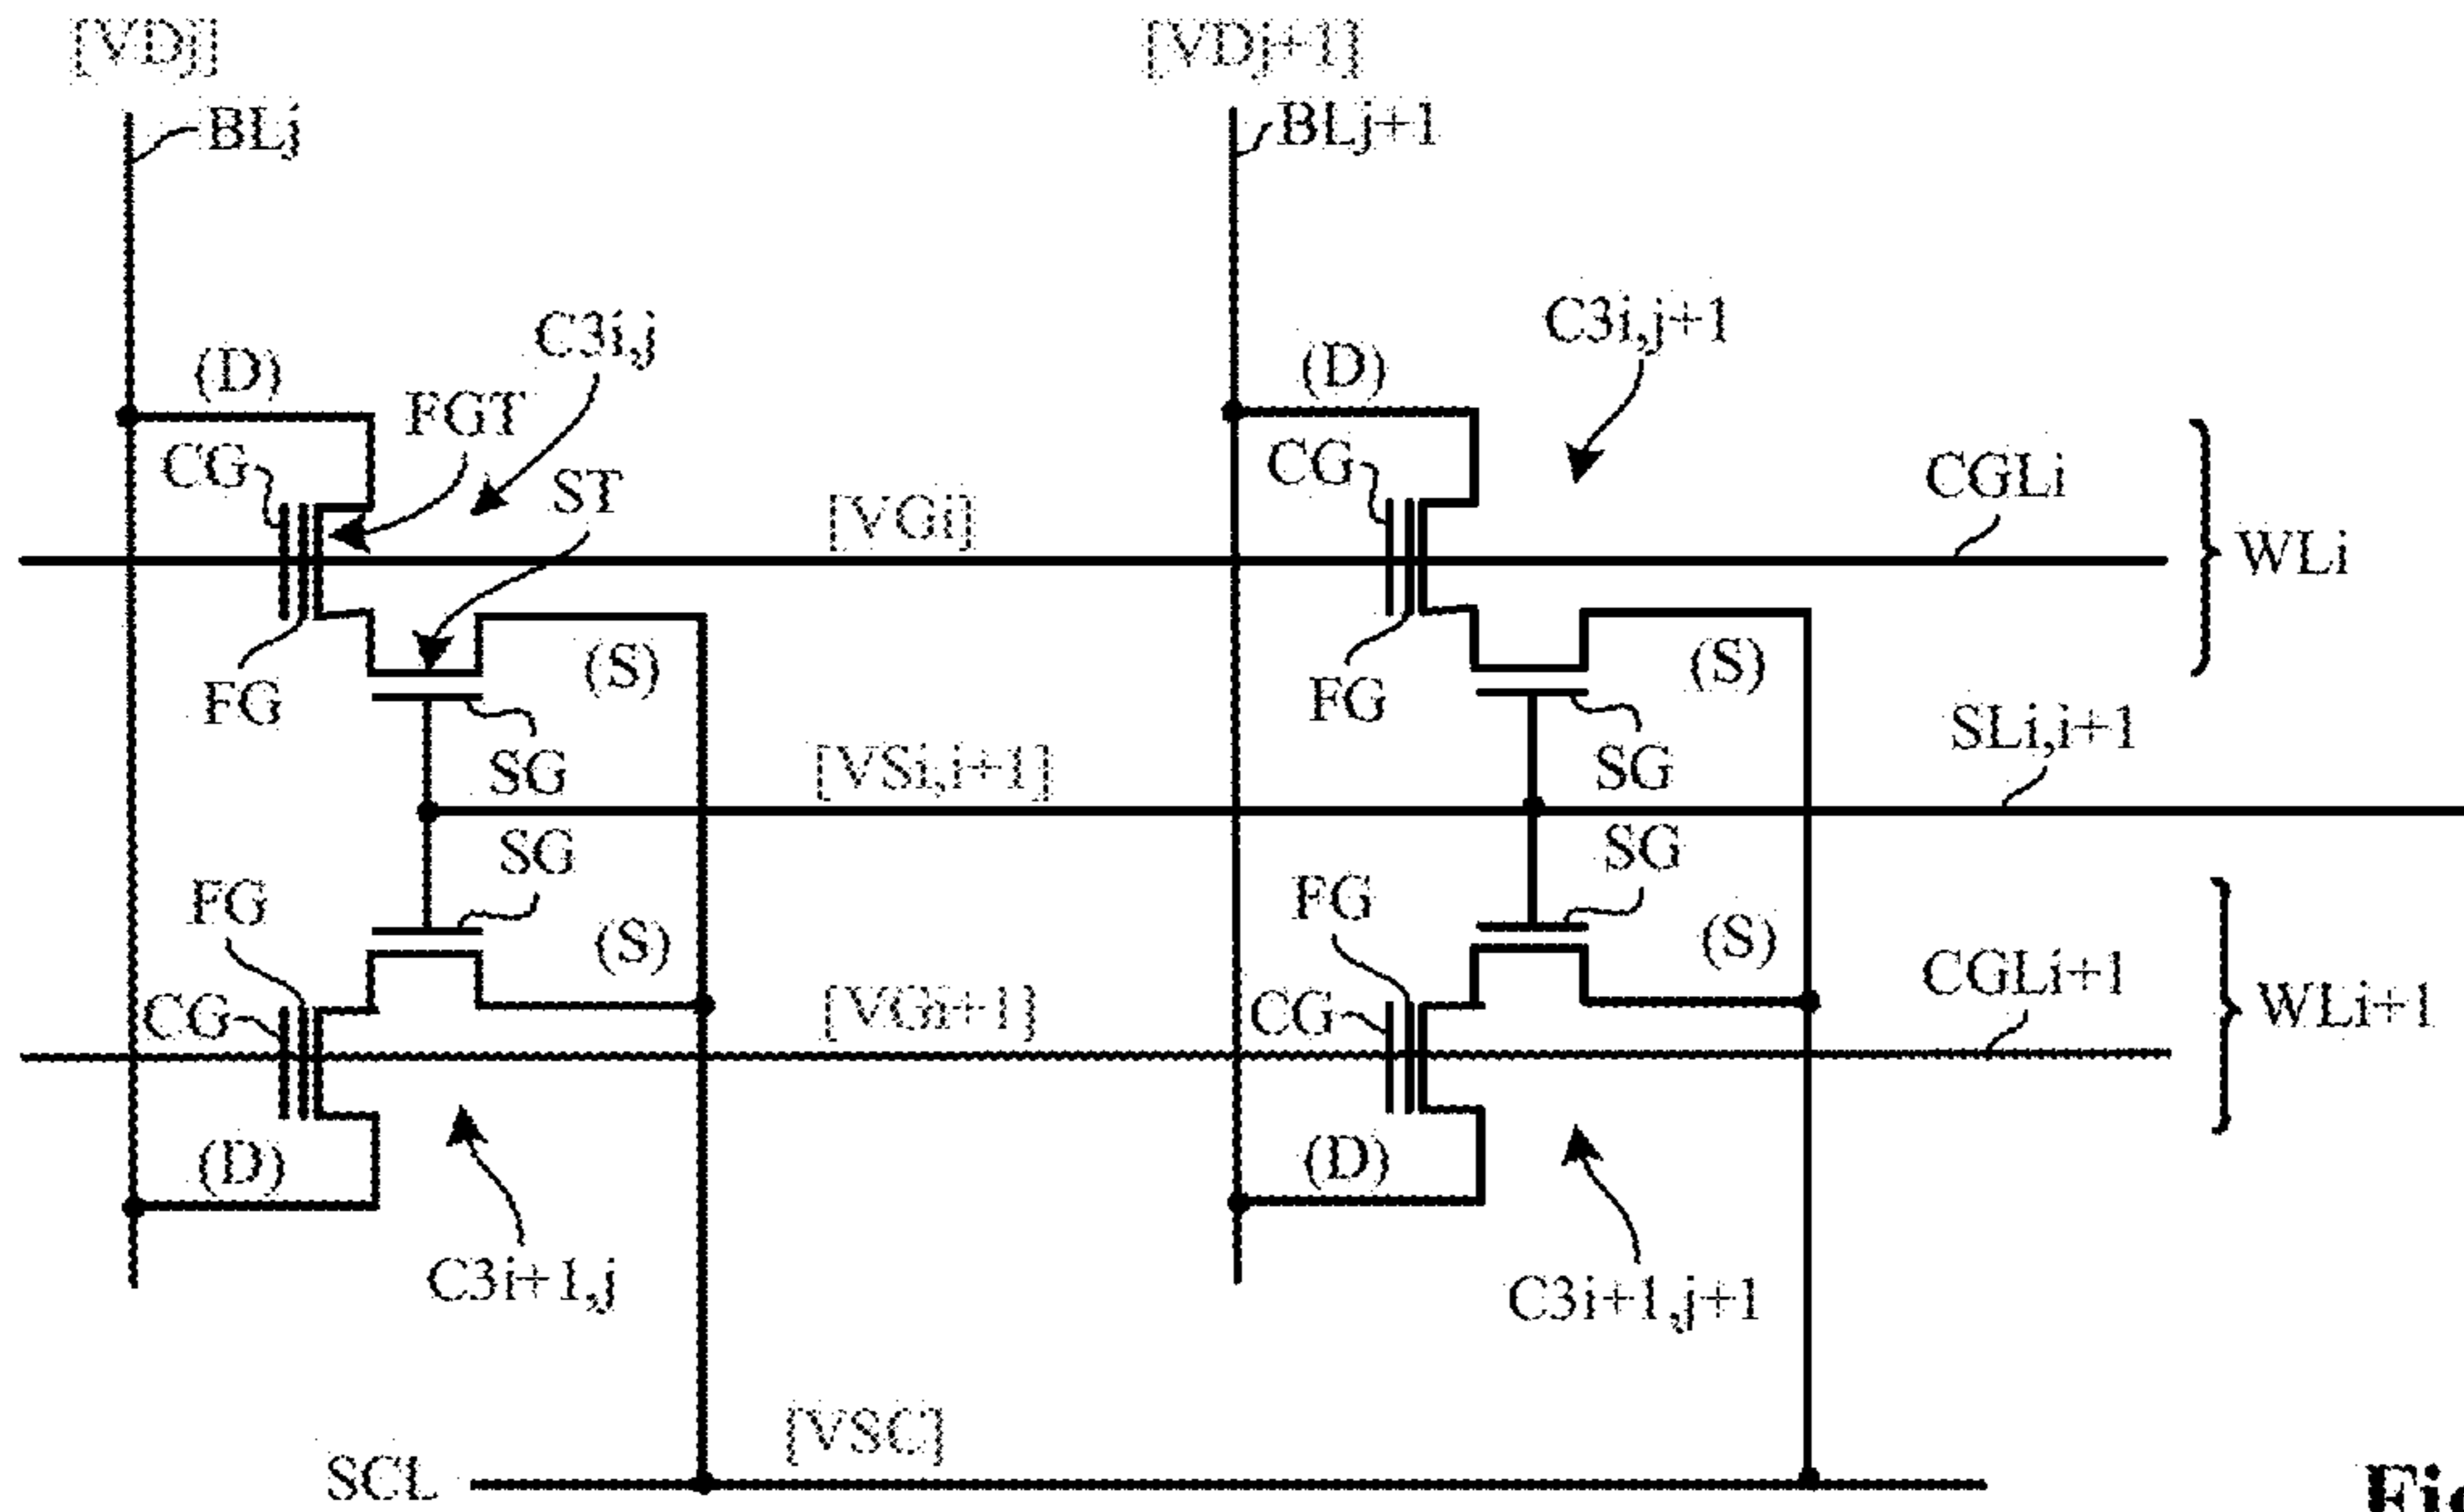 [VDj]
[VDj+1]
BLj
BLj+1
C3i,j
C3i,j+1
(D)
(D)
FGT
CG
CG
ST
CGLi
[VGi]
WLi
(S)
(S)
FG
FG
SG
SG
SLi,i+1
[VSi,i+1]
SG
SG
FG
FG
(S)
(S)
CGLi+1
CG
CG
[VGi+1]
WLi+1
(D)
(D)
C3i+1,j
C3i+1,j+1
[VSC]
SCL